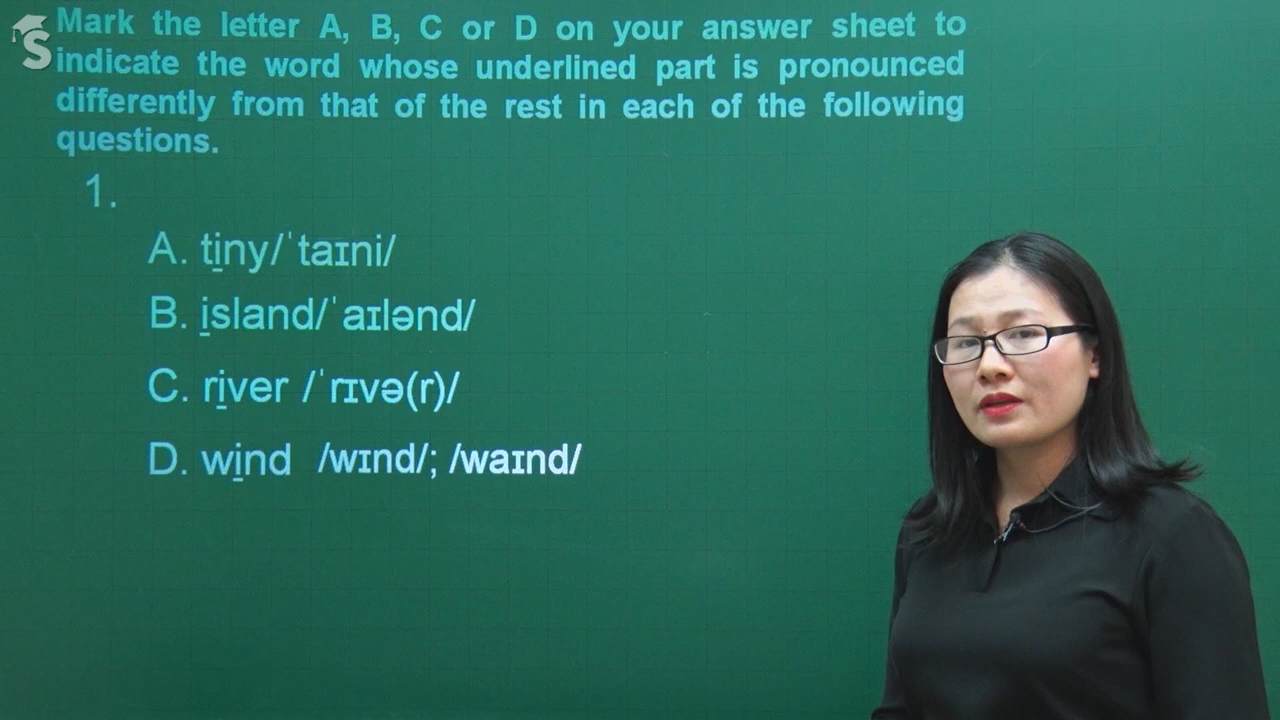 S
Mark the letter A, B, C or D on your answer sheet to
indicate the word whose underlined part is pronounced
differently from that of the rest in each of the following
questions.
1.
A. tiny/ˈtaɪni/
B. island/ˈaɪlənd/
C. river /ˈrɪvə(r)/
D. wind /wɪnd/; /waɪnd/